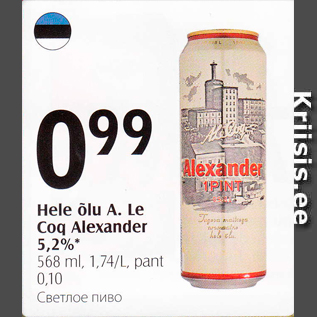 0 99
Hele õlu A. Le
Coq Alexander
5,2%*
568 ml, 1,74/L, pant
0,10
Светлое пиво
Alexander
1 PINT
Kriisis.ee